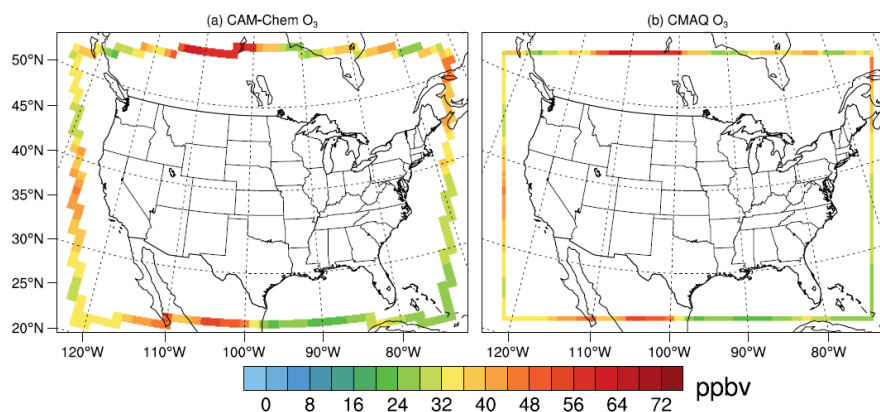 (a) CAM-Chem O₃
(b) CMAQ O₃
50°N
45°N
40°N
35°N
30°N
25°N
20°N
120°W 110°W 100°W 90°W 80°W
120°W 110°W 100°W 90°W 80°W
0 8 16 24 32 40 48 56 64 72 ppbv